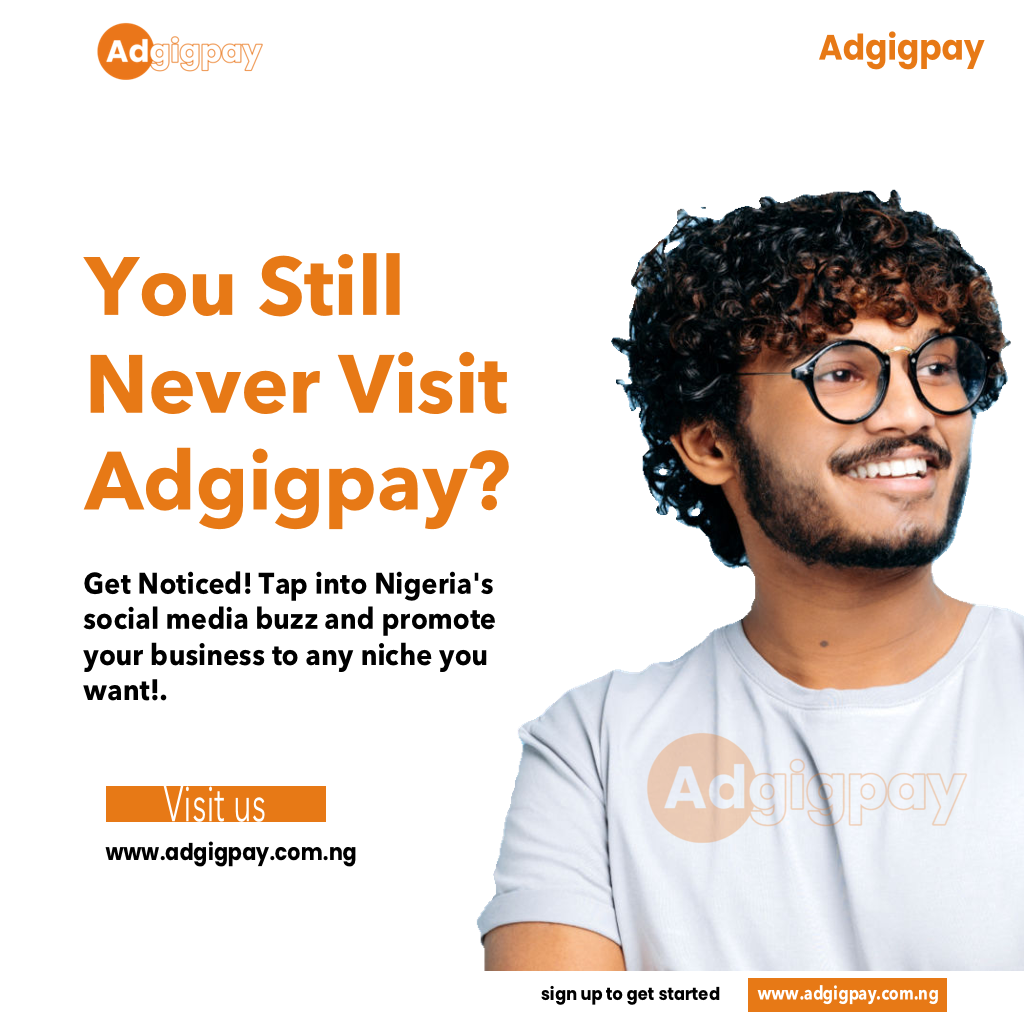 Adgigpay
Adgigpay
You Still
Never Visit
Adgigpay?
Get Noticed! Tap into Nigeria's
social media buzz and promote
your business to any niche you
want!.
Adgigpay
Visit us
www.adgigpay.com.ng
sign up to get started
www.adgigpay.com.ng